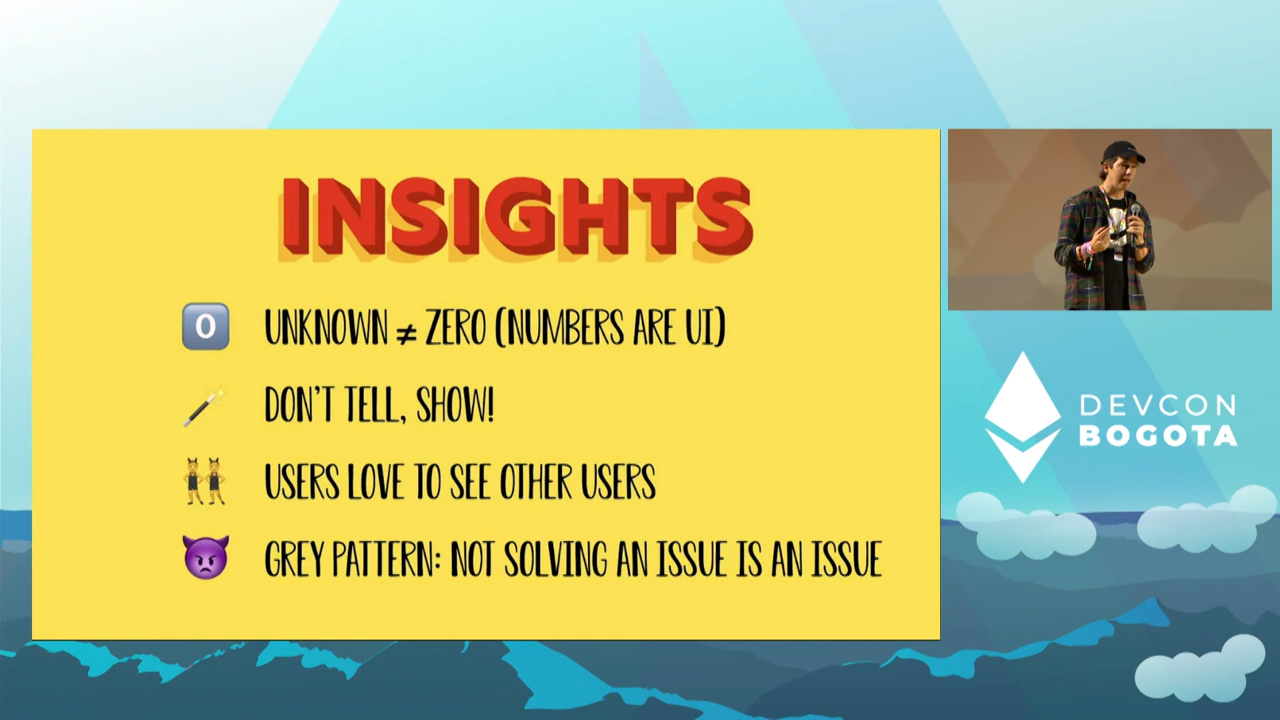 INSIGHTS
0 UNKNOWN ≠ ZERO (NUMBERS ARE UI)
DON'T TELL, SHOW!
USERS LOVE TO SEE OTHER USERS
GREY PATTERN: NOT SOLVING AN ISSUE IS AN ISSUE
DEVCON
BOGOTA